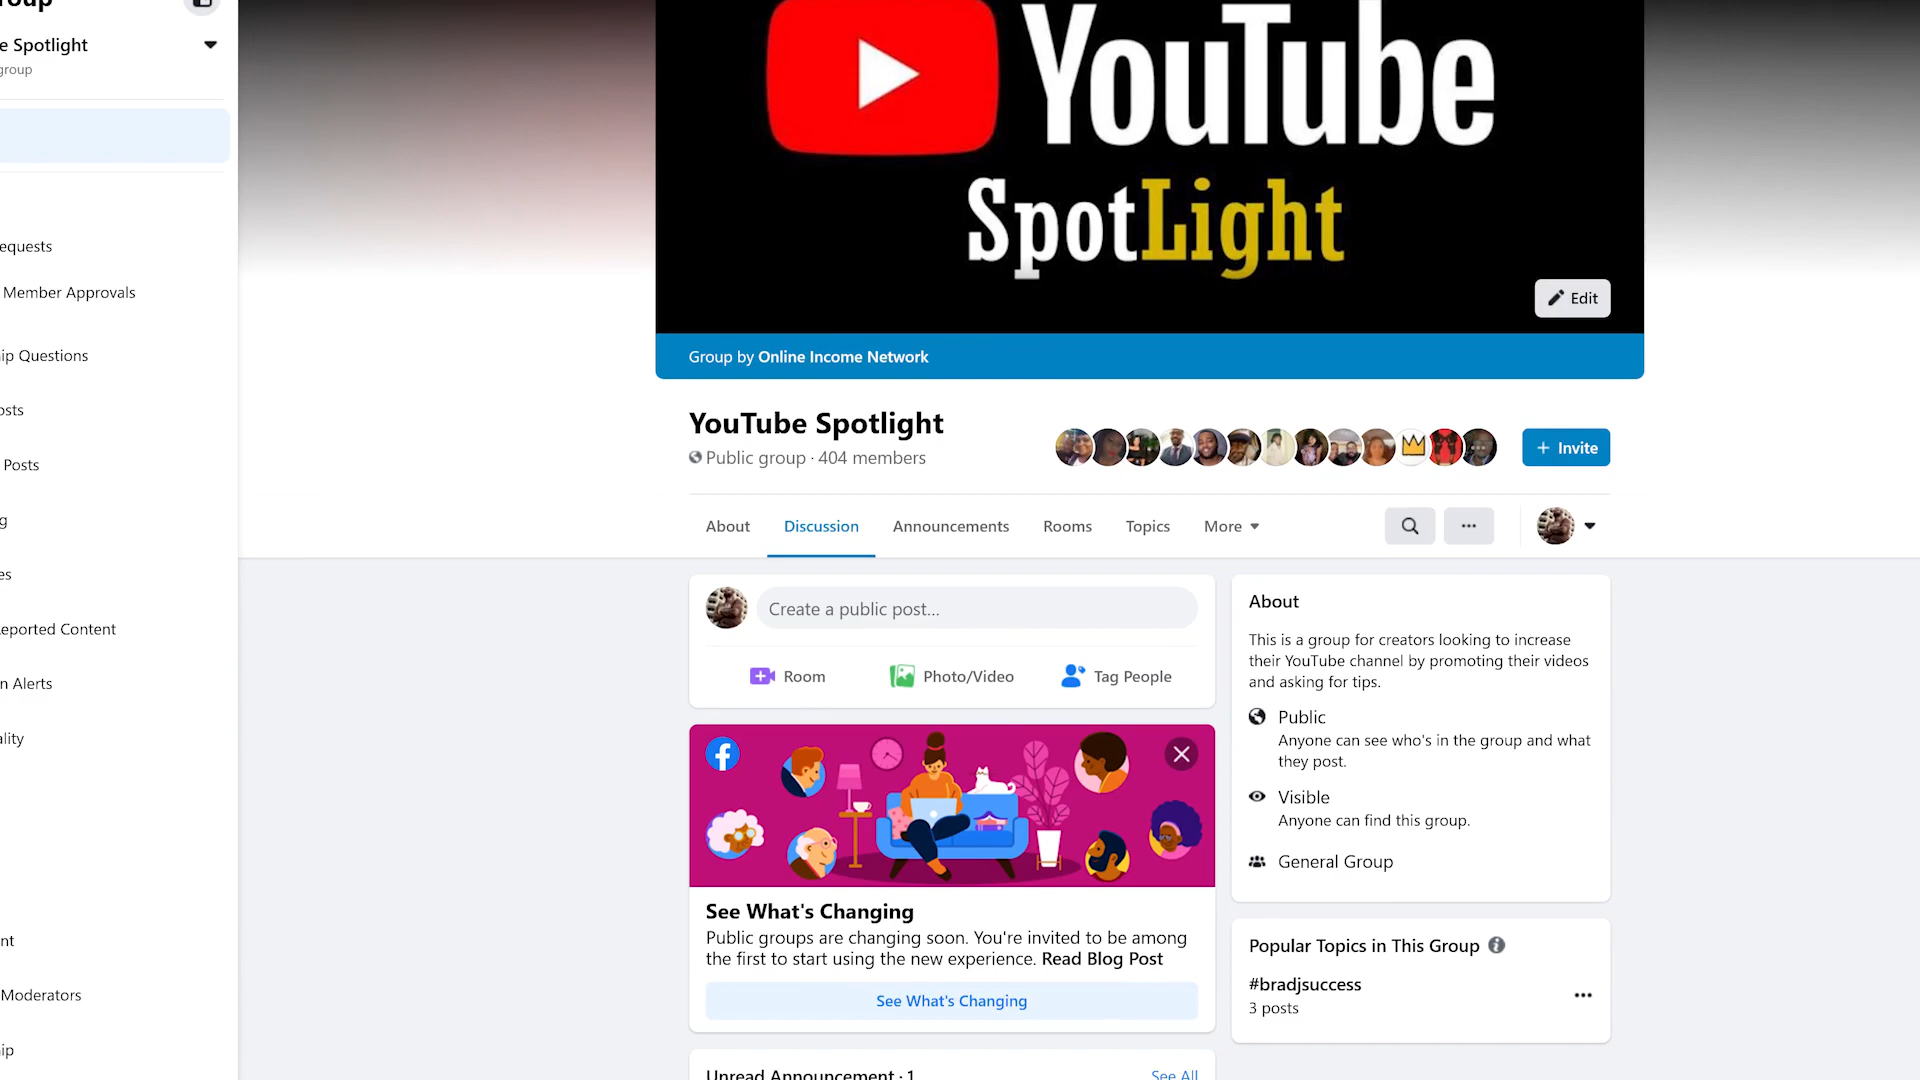 e Spotlight
group
equests
Member Approvals
ip Questions
osts
Posts
g
es
eported Content
n Alerts
ality
nt
Moderators
ip
YouTube
SpotLight
Edit
Group by Online Income Network
YouTube Spotlight
Public group · 404 members
+ Invite
About Discussion Announcements Rooms Topics More
Create a public post...
Room Photo/Video Tag People
See What's Changing
Public groups are changing soon. You're invited to be among
the first to start using the new experience. Read Blog Post
See What's Changing
Unread Announcement · 1 See All
About
This is a group for creators looking to increase
their YouTube channel by promoting their videos
and asking for tips.
Public
Anyone can see who's in the group and what
they post.
Visible
Anyone can find this group.
General Group
Popular Topics in This Group
#bradjsuccess
3 posts